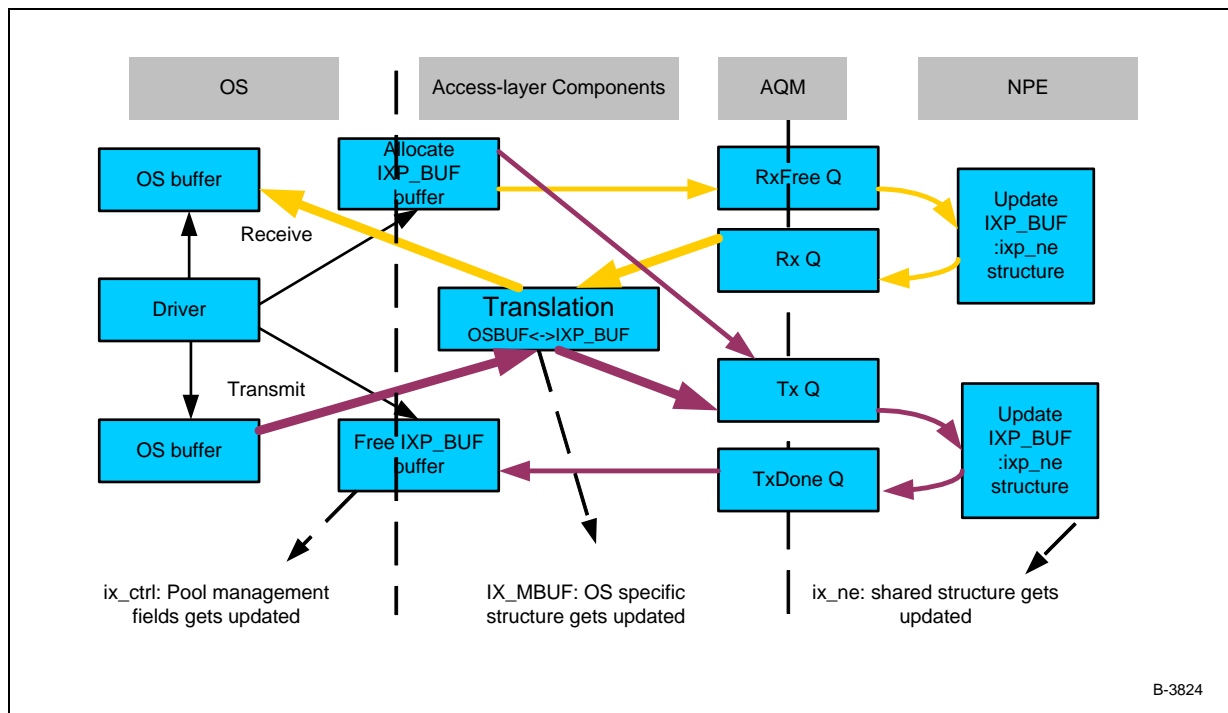 OS
Access-layer Components
AQM
NPE
OS buffer
Allocate
IXP_BUF
buffer
RxFree Q
Update
IXP_BUF
:ixp_ne
structure
Receive
Rx Q
Driver
Translation
OSBUF<->IXP_BUF
Transmit
Tx Q
OS buffer
Free IXP_BUF
buffer
TxDone Q
Update
IXP_BUF
:ixp_ne
structure
ix_ctrl: Pool management
fields gets updated
IX_MBUF: OS specific
structure gets updated
ix_ne: shared structure gets
updated
B-3824